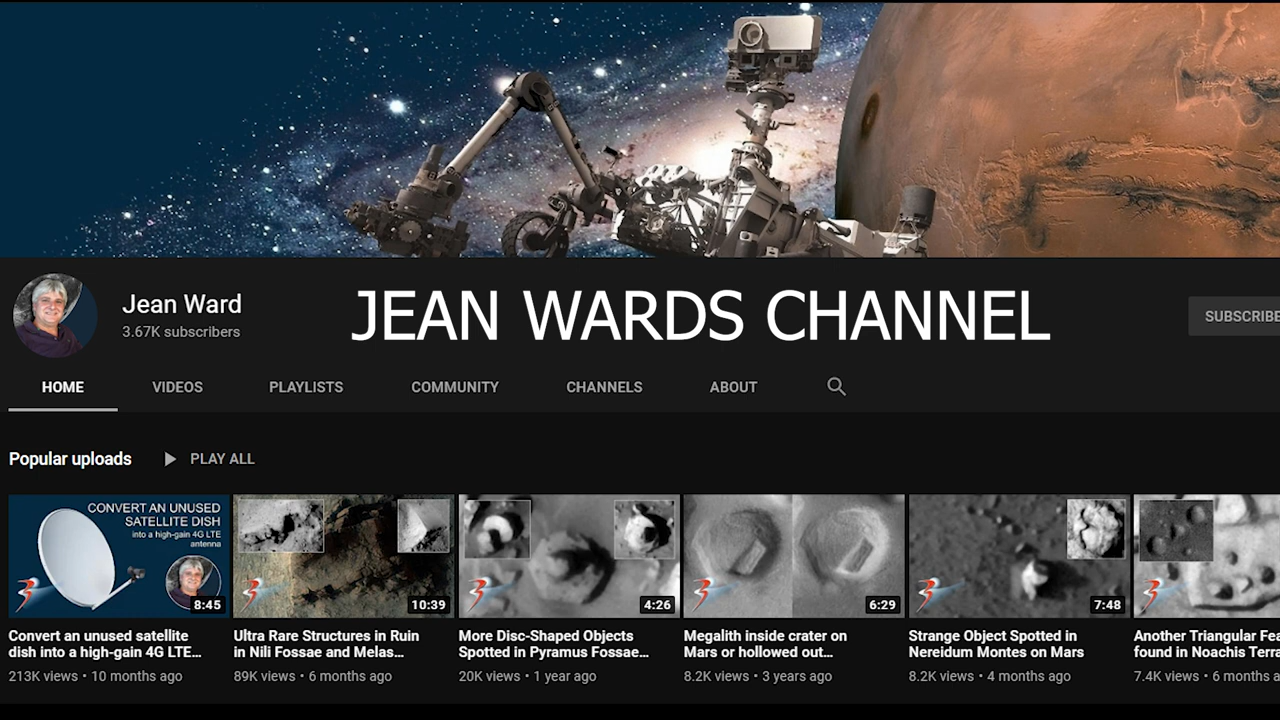 Jean Ward
3.67K subscribers
JEAN WARDS CHANNEL
SUBSCRIBE
HOME
VIDEOS
PLAYLISTS
COMMUNITY
CHANNELS
ABOUT
Popular uploads
PLAY ALL
CONVERT AN UNUSED
SATELLITE DISH
into a high-gain 4G LTE
antenna
8:45
10:39
4:26
6:29
7:48
Convert an unused satellite
dish into a high-gain 4G LTE...
213K views • 10 months ago
Ultra Rare Structures in Ruin
in Nili Fossae and Melas...
89K views • 6 months ago
More Disc-Shaped Objects
Spotted in Pyramus Fossae...
20K views • 1 year ago
Megalith inside crater on
Mars or hollowed out...
8.2K views • 3 years ago
Strange Object Spotted in
Nereidum Montes on Mars
8.2K views • 4 months ago
Another Triangular Fea
found in Noachis Terra
7.4K views • 6 months a